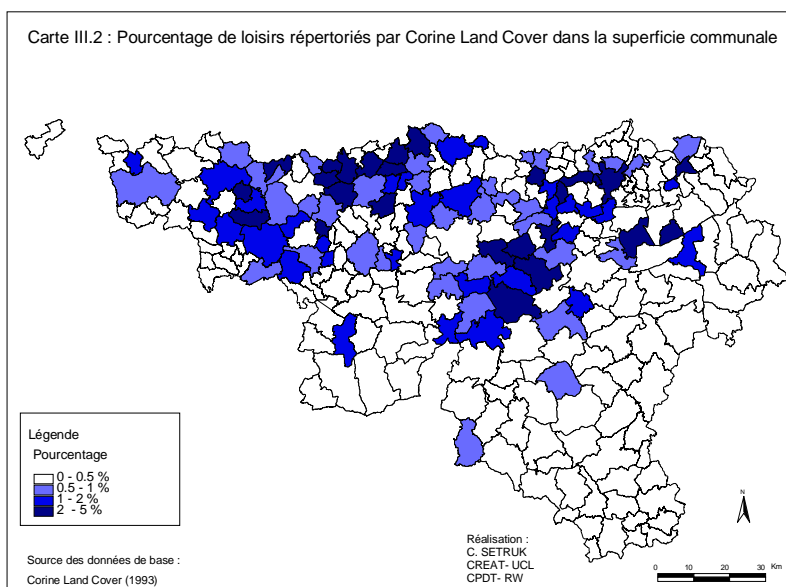 Carte III.2 : Pourcentage de loisirs répertoriés par Corine Land Cover dans la superficie communale
Légende
Pourcentage
0 - 0.5 %
0.5 - 1 %
1 - 2 %
2 - 5 %
Source des données de base :
Corine Land Cover (1993)
Réalisation :
C. SETRUK
CREAT- UCL
CPDT- RW
N
0 10 20 30 Km